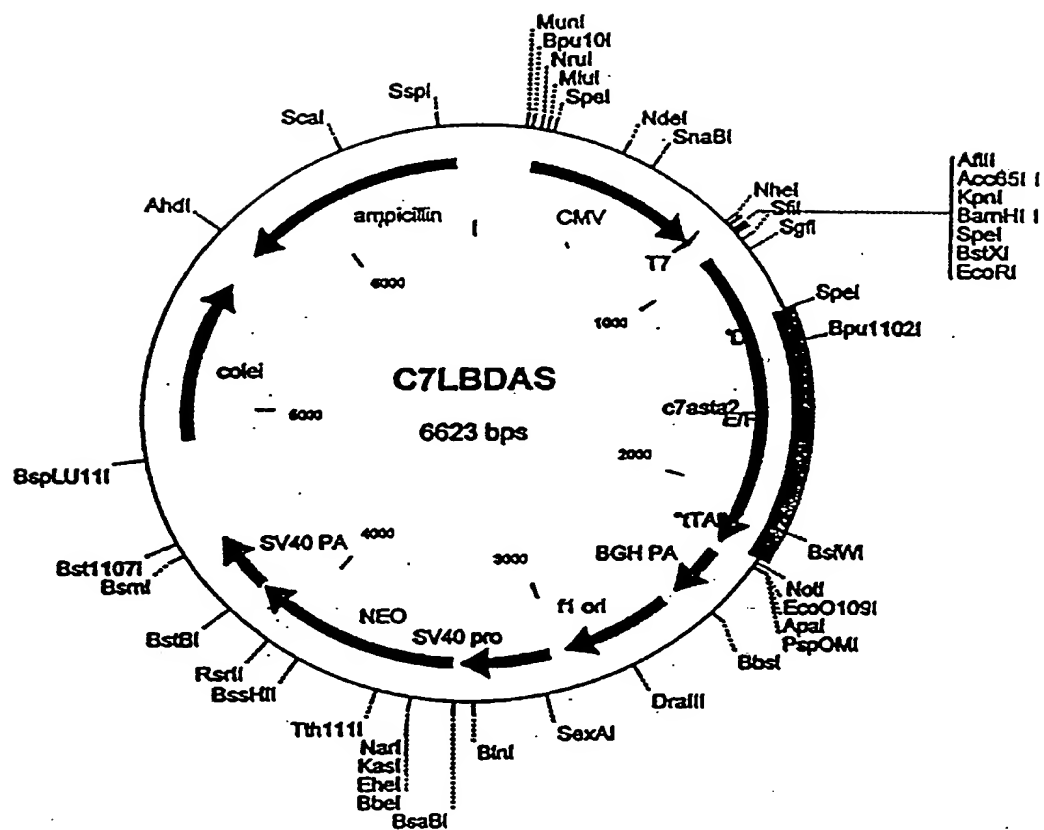 MunI
Bpu10I
NruI
MluI
SpeI
NdeI
SnaBI
NheI
SfiI
SgfI
AflII
Acc65I I
KpnI
BamHI I
SpeI
BstXI
EcoRI
SpeI
Bpu1102I
BsiWI
NotI
EcoO109I
ApaI
PspOMI
BbsI
DraIII
SexAI
BlnI
BsaBI
NarI
KasI
EheI
BbeI
Tth111I
BssHII
RsrII
BstBI
BsmI
Bst1107I
BspLU11I
AhdI
ScaI
SspI
ampicillin
CMV
T7
1000
6000
"D
colei
C7LBDAS
6623 bps
5000
c7asta2
E/F
2000
BGH PA
SV40 PA
4000
3000
f1 ori
NEO
SV40 pro